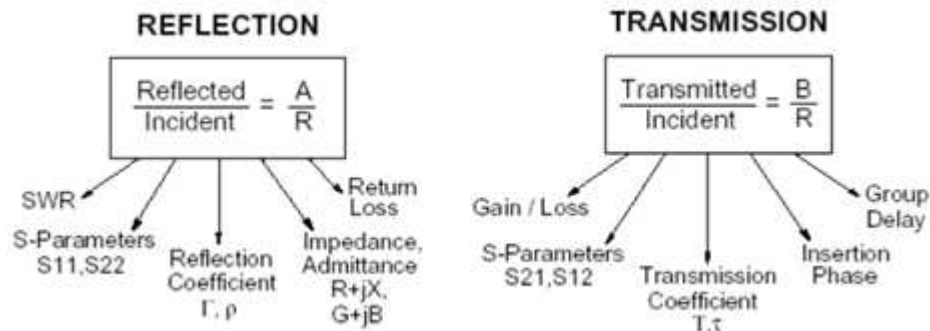 REFLECTION
Reflected
Incident
=
A
R
SWR
S-Parameters
S11,S22
Reflection
Coefficient
Γ, ρ
Impedance,
Admittance
R+jX,
G+jB
Return
Loss
TRANSMISSION
Transmitted
Incident
=
B
R
Gain / Loss
S-Parameters
S21,S12
Transmission
Coefficient
T,τ
Insertion
Phase
Group
Delay